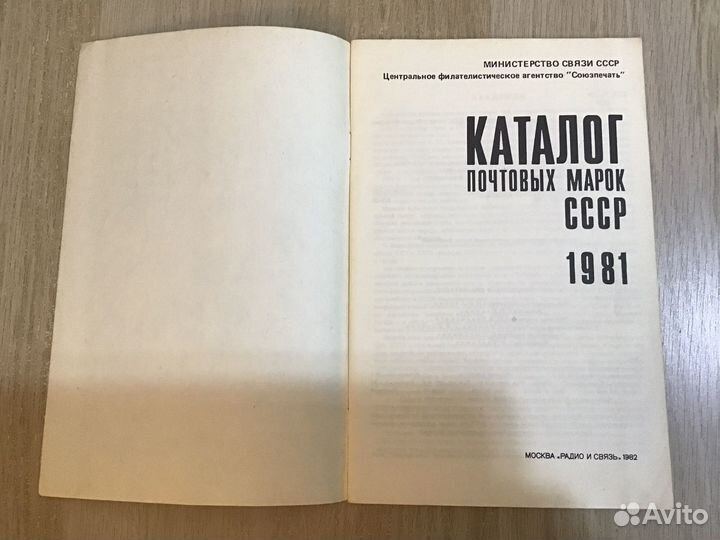 МИНИСТЕРСТВО СВЯЗИ СССР
Центральное филателистическое агентство "Союзпечать"
КАТАЛОГ
ПОЧТОВЫХ МАРОК
СССР
1981
МОСКВА «РАДИО И СВЯЗЬ» 1982
Avito